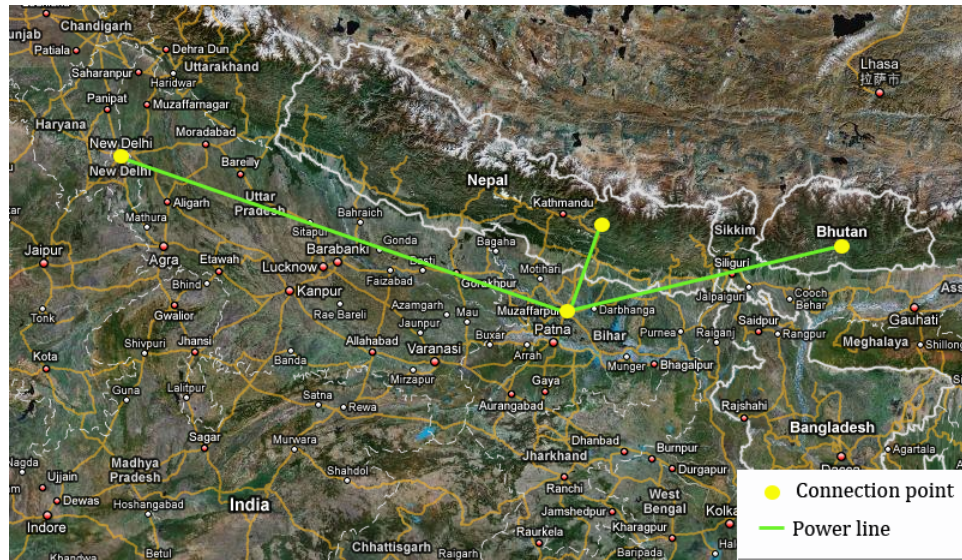 Chandigarh
Patiala
Dehra Dun
Saharanpur
Uttarakhand
Haridwar
Panipat
Muzaffarnagar
Haryana
Moradabad
New Delhi
New Delhi
Bareilly
Lhasa
拉萨市
Nepal
Uttar
Pradesh
Aligarh
Mathura
Bahraich
Sitapur
Kathmandu
Sikkim
Bhutan
Jaipur
Agra
Etawah
Barabanki
Gonda
Bagaha
Lucknow
Basti
Motihari
Siliguri
Bhind
Faizabad
Gorakhpur
Kanpur
Jalpaiguri
Cooch
Behar
Ass
Tonk
Gwalior
Rae Bareli
Azamgarh
Mau
Muzaffarpur
Darbhanga
Gauhati
Jaunpur
Patna
Bihar
Purnea
Raiganj
Saidpur
Rangpur
Shivpuri
Jhansi
Allahabad
Buxar
Arrah
Meghalaya
Shillong
Kota
Banda
Varanasi
Munger
Bhagalpur
Mirzapur
Gaya
Guna
Lalitpur
Satna
Rewa
Aurangabad
Rajshahi
Bangladesh
Sagar
Murwara
Dhanbad
Burnpur
Agartala
Nagda
Madhya
Pradesh
Shahdol
Jharkhand
Durgapur
Dacca
Ujjain
Ranchi
Dewas
Hoshangabad
India
West
Bengal
Connection point
Indore
Jamshedpur
Kolka
Kharagpur
Power line
Khandwa
Betul
Chhattisgarh
Raurkela
Raigarh
Baripada
Hal